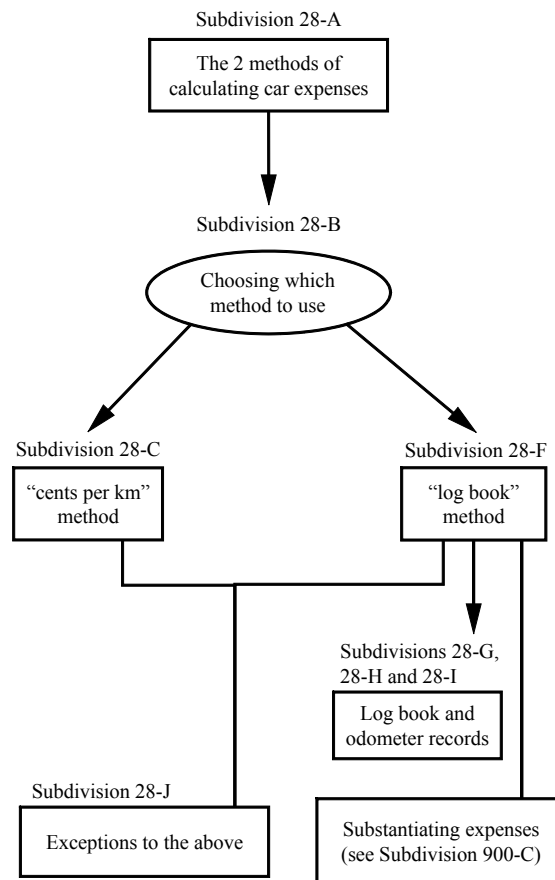 Subdivision 28-A
The 2 methods of
calculating car expenses
Subdivision 28-B
Choosing which
method to use
Subdivision 28-C
“cents per km”
method
Subdivision 28-F
“log book”
method
Subdivisions 28-G,
28-H and 28-I
Log book and
odometer records
Subdivision 28-J
Exceptions to the above
Substantiating expenses
(see Subdivision 900-C)